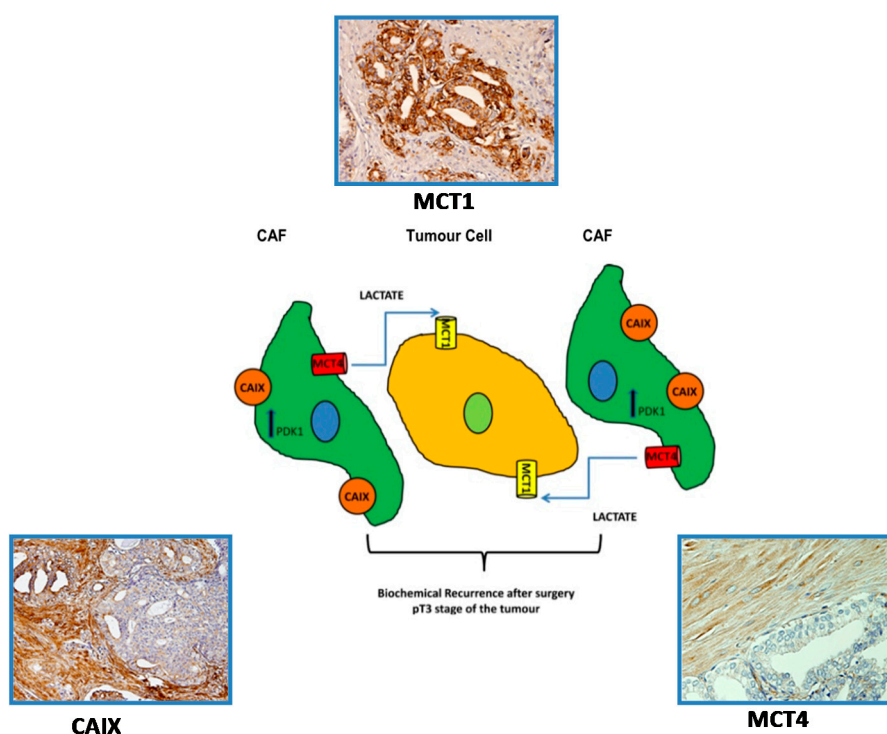 MCT1
CAF
Tumour Cell
CAF
LACTATE
MCT1
CAIX
MCT4
CAIX
CAIX
PDK1
PDK1
MCT4
MCT1
CAIX
LACTATE
Biochemical Recurrence after surgery
pT3 stage of the tumour
CAIX
MCT4